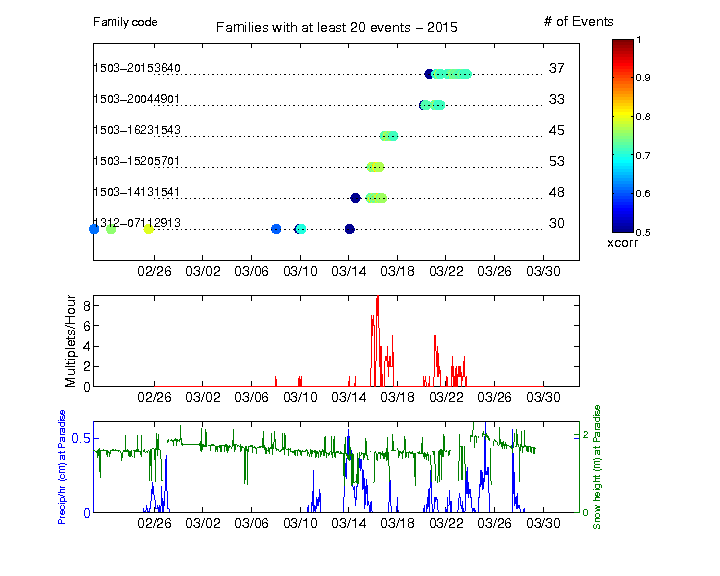 Family code
Families with at least 20 events – 2015
# of Events
1503–20153640 37
1503–20044901 33
1503–16231543 45
1503–15205701 53
1503–14131541 48
1312–07112913 30
02/26 03/02 03/06 03/10 03/14 03/18 03/22 03/26 03/30
1
0.9
0.8
0.7
0.6
0.5
xcorr
Multiplets/Hour
8
6
4
2
0
02/26 03/02 03/06 03/10 03/14 03/18 03/22 03/26 03/30
Precip/hr (cm) at Paradise
0.5
0
2
0
Snow height (m) at Paradise
02/26 03/02 03/06 03/10 03/14 03/18 03/22 03/26 03/30